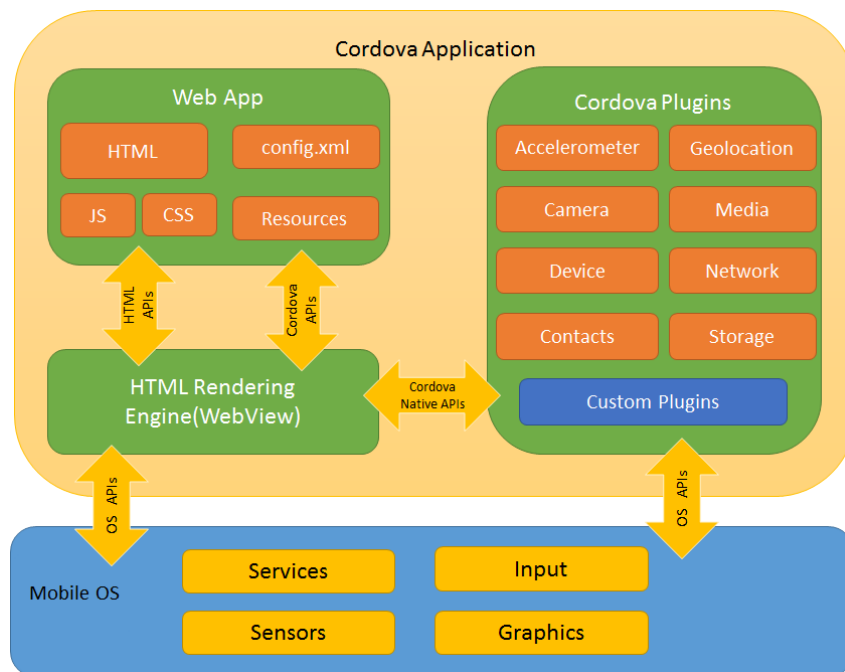 Cordova Application
Web App
HTML
config.xml
JS
CSS
Resources
HTML
APIs
Cordova
APIs
HTML Rendering
Engine(WebView)
Cordova
Native APIs
Cordova Plugins
Accelerometer
Geolocation
Camera
Media
Device
Network
Contacts
Storage
Custom Plugins
OS APIs
OS APIs
Mobile OS
Services
Input
Sensors
Graphics